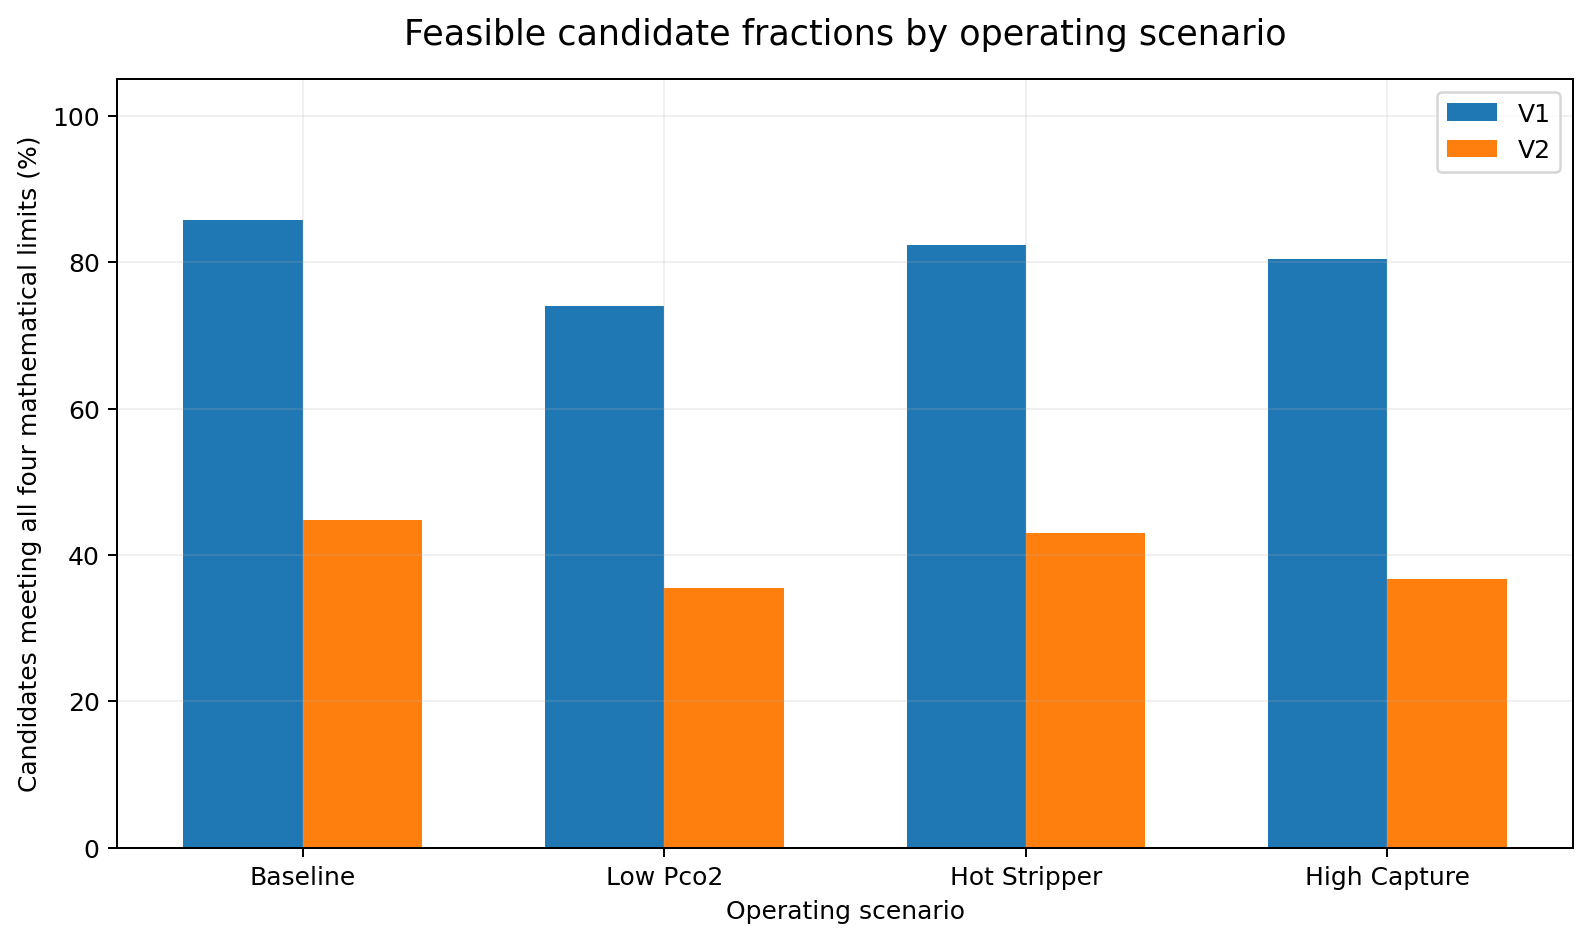 Feasible candidate fractions by operating scenario
Candidates meeting all four mathematical limits (%)
100
80
60
40
20
0
V1
V2
Baseline
Low Pco2
Hot Stripper
High Capture
Operating scenario